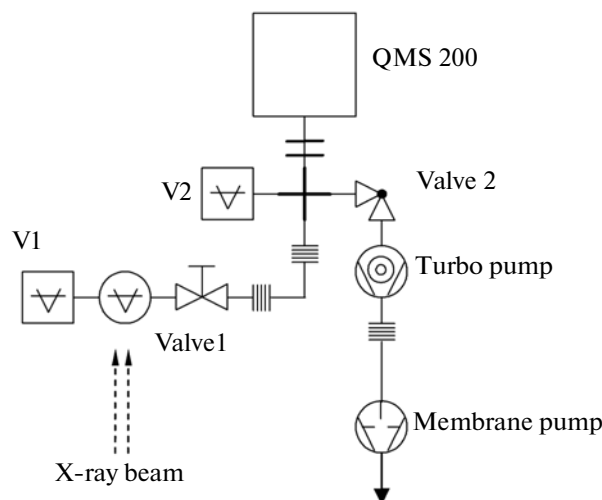 QMS 200
V2
Valve 2
V1
Turbo pump
Valve1
Membrane pump
X-ray beam